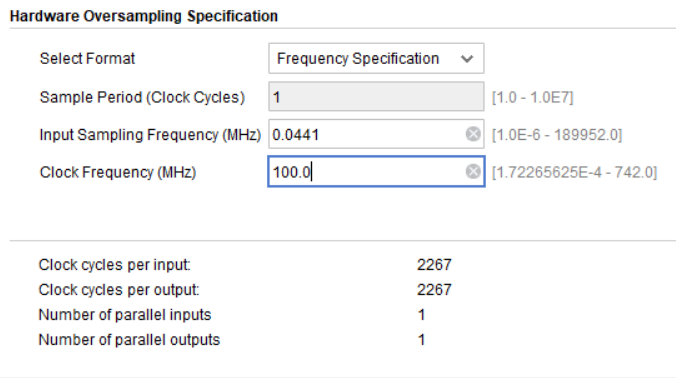 Hardware Oversampling Specification
Select Format Frequency Specification
Sample Period (Clock Cycles) 1 [1.0 - 1.0E7]
Input Sampling Frequency (MHz) 0.0441 [1.0E-6 - 189952.0]
Clock Frequency (MHz) 100.0 [1.72265625E-4 - 742.0]
Clock cycles per input: 2267
Clock cycles per output: 2267
Number of parallel inputs 1
Number of parallel outputs 1